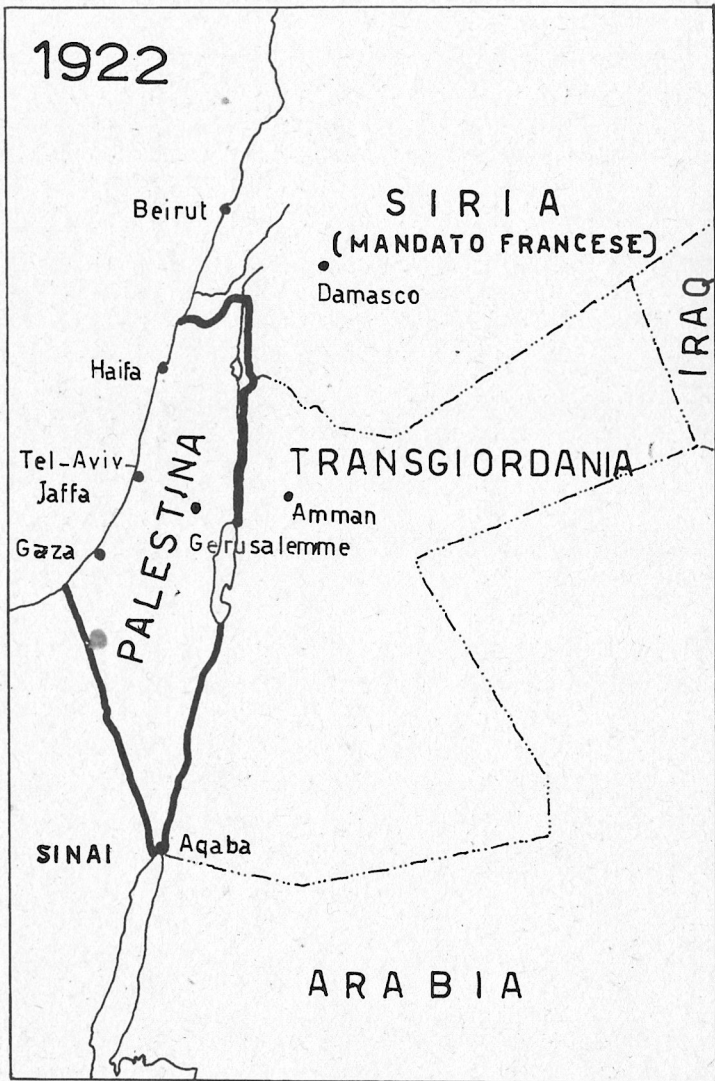 1922
Beirut
SIRIA
(MANDATO FRANCESE)
Damasco
IRAQ
Haifa
Tel-Aviv-
Jaffa
TRANSGIORDANIA
Amman
PALESTINA
Gaza
Gerusalemme
SINAI
Aqaba
ARABIA